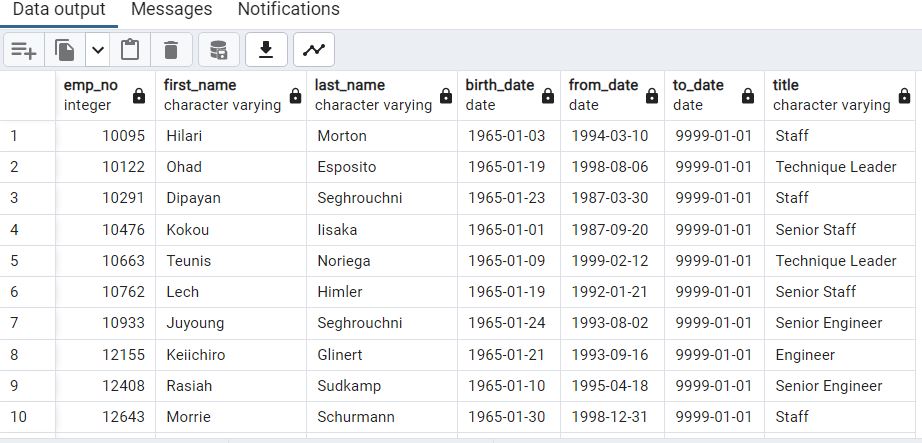 Data output Messages Notifications
emp_no first_name last_name birth_date from_date to_date title
integer character varying character varying date date date character varying
1 10095 Hilari Morton 1965-01-03 1994-03-10 9999-01-01 Staff
2 10122 Ohad Esposito 1965-01-19 1998-08-06 9999-01-01 Technique Leader
3 10291 Dipayan Seghrouchni 1965-01-23 1987-03-30 9999-01-01 Staff
4 10476 Kokou Iisaka 1965-01-01 1987-09-20 9999-01-01 Senior Staff
5 10663 Teunis Noriega 1965-01-09 1999-02-12 9999-01-01 Technique Leader
6 10762 Lech Himler 1965-01-19 1992-01-21 9999-01-01 Senior Staff
7 10933 Juyoung Seghrouchni 1965-01-24 1993-08-02 9999-01-01 Senior Engineer
8 12155 Keiichiro Glinert 1965-01-21 1993-09-16 9999-01-01 Engineer
9 12408 Rasiah Sudkamp 1965-01-10 1995-04-18 9999-01-01 Senior Engineer
10 12643 Morrie Schurmann 1965-01-30 1998-12-31 9999-01-01 Staff